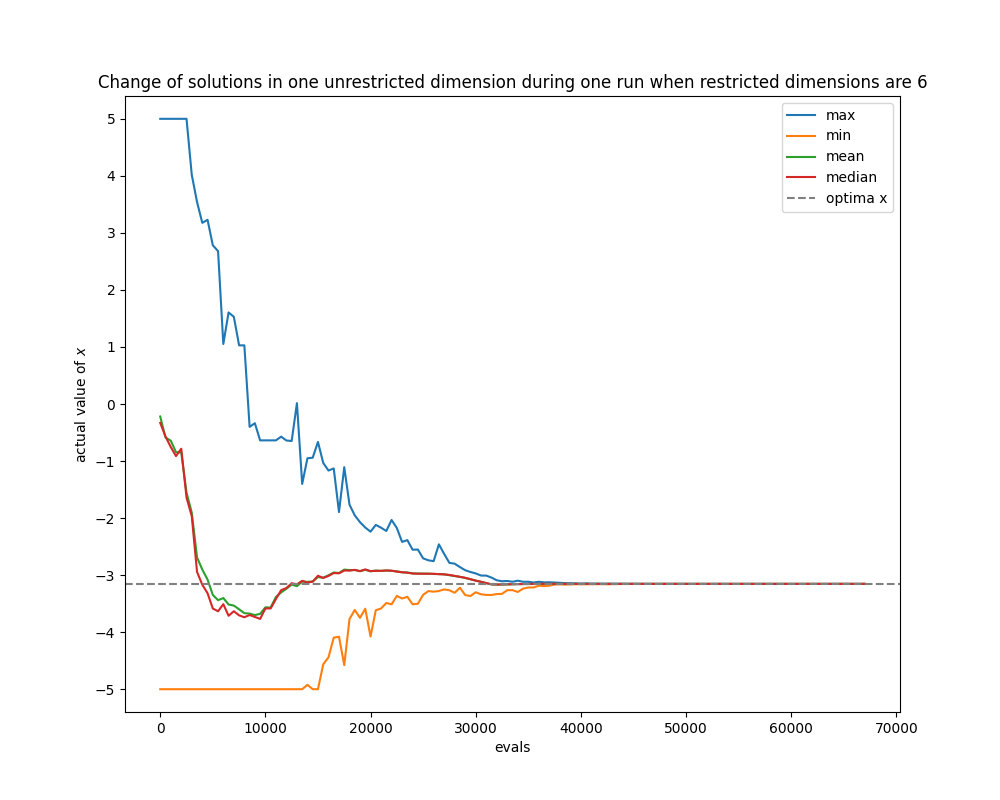 Change of solutions in one unrestricted dimension during one run when restricted dimensions are 6
max
min
mean
median
optima x
actual value of x
5
4
3
2
1
0
−1
−2
−3
−4
−5
0 10000 20000 30000 40000 50000 60000 70000
evals